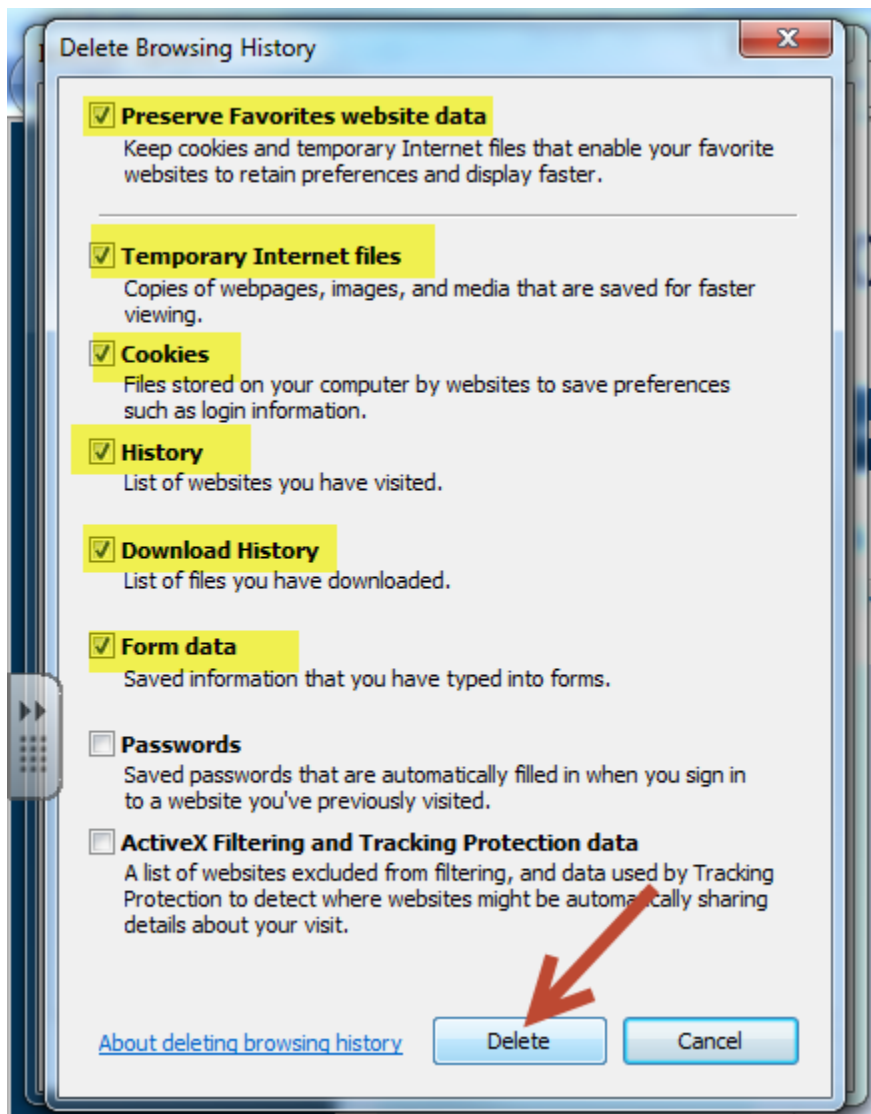 Delete Browsing History
Preserve Favorites website data
Keep cookies and temporary Internet files that enable your favorite
websites to retain preferences and display faster.
Temporary Internet files
Copies of webpages, images, and media that are saved for faster
viewing.
Cookies
Files stored on your computer by websites to save preferences
such as login information.
History
List of websites you have visited.
Download History
List of files you have downloaded.
Form data
Saved information that you have typed into forms.
Passwords
Saved passwords that are automatically filled in when you sign in
to a website you've previously visited.
ActiveX Filtering and Tracking Protection data
A list of websites excluded from filtering, and data used by Tracking
Protection to detect where websites might be automatically sharing
details about your visit.
About deleting browsing history
Delete
Cancel